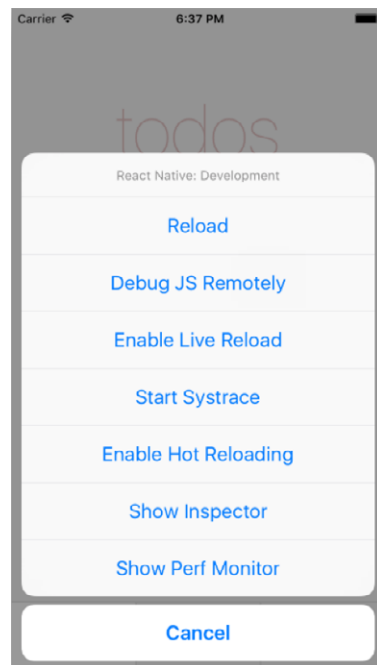 Carrier 6:37 PM
todos
React Native: Development
Reload
Debug JS Remotely
Enable Live Reload
Start Systrace
Enable Hot Reloading
Show Inspector
Show Perf Monitor
Cancel